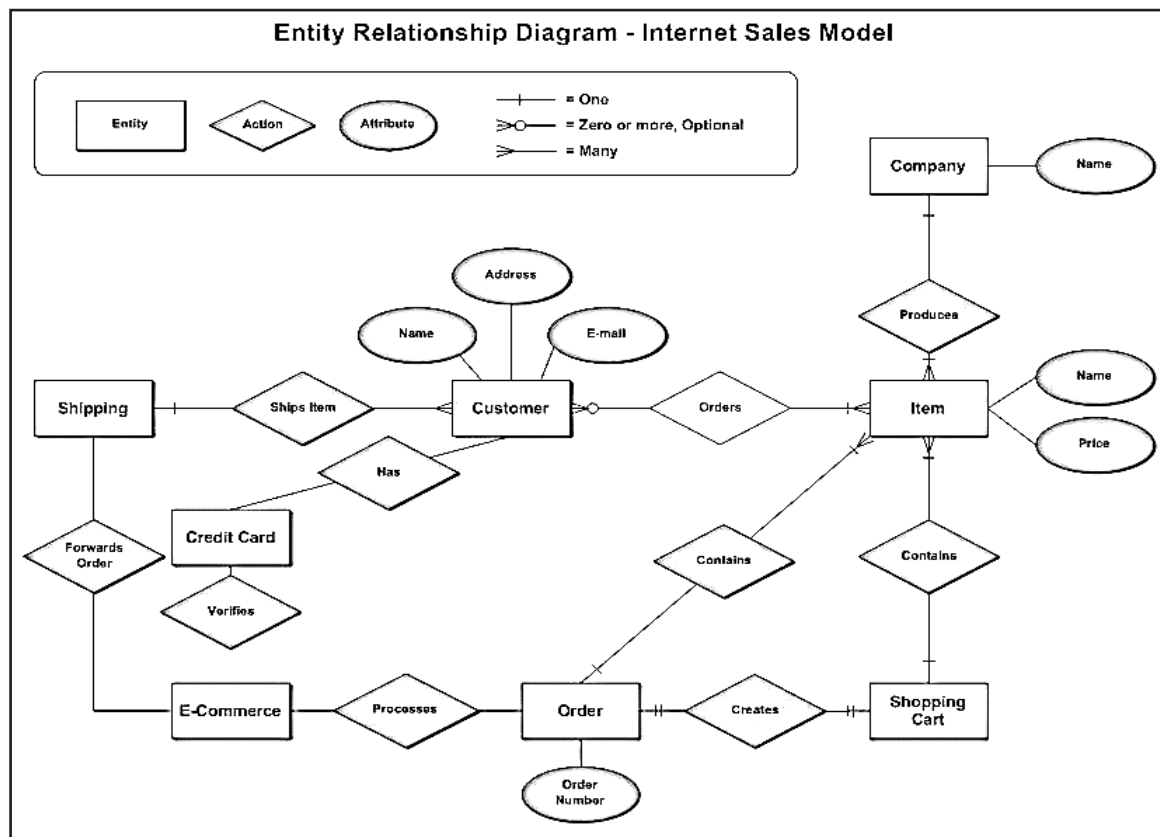 Entity Relationship Diagram - Internet Sales Model
Entity
Action
Attribute
= One
= Zero or more, Optional
= Many
Company
Name
Address
Produces
Name
E-mail
Name
Shipping
Ships Item
Customer
Orders
Item
Price
Has
Credit Card
Forwards
Order
Contains
Contains
Verifies
E-Commerce
Processes
Order
Creates
Shopping
Cart
Order
Number